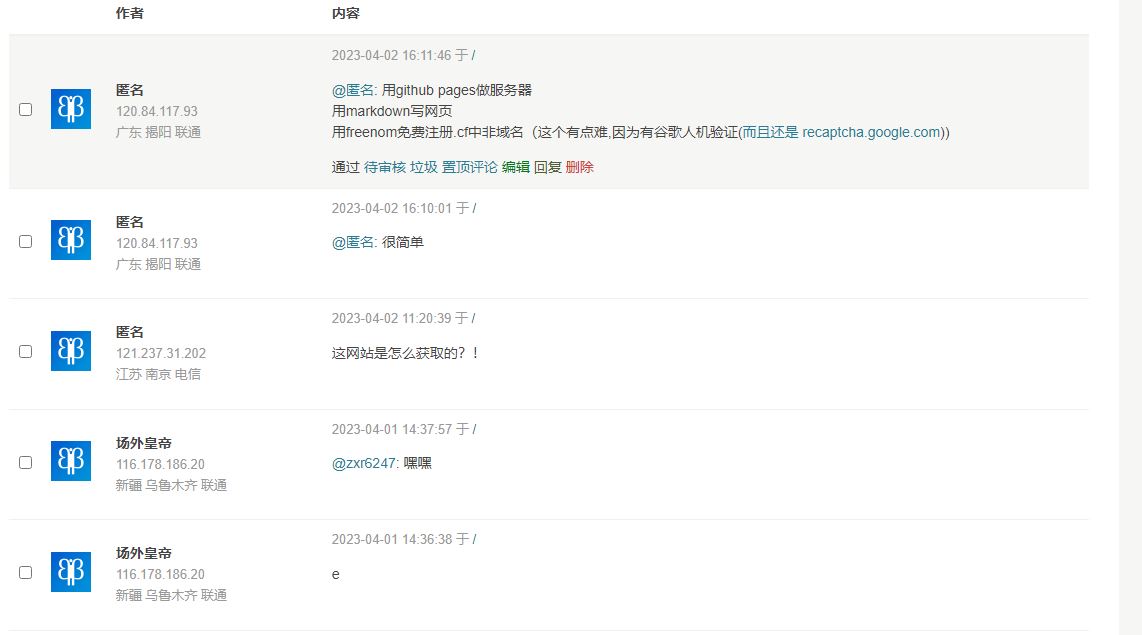 作者 内容
2023-04-02 16:11:46 于 /
匿名
120.84.117.93
广东 揭阳 联通
@匿名: 用github pages做服务器
用markdown写网页
用freenom免费注册.cf中非域名（这个有点难,因为有谷歌人机验证(而且还是 recaptcha.google.com))
通过 待审核 垃圾 置顶评论 编辑 回复 删除
2023-04-02 16:10:01 于 /
匿名
120.84.117.93
广东 揭阳 联通
@匿名: 很简单
2023-04-02 11:20:39 于 /
匿名
121.237.31.202
江苏 南京 电信
这网站是怎么获取的？！
2023-04-01 14:37:57 于 /
场外皇帝
116.178.186.20
新疆 乌鲁木齐 联通
@zxr6247: 嘿嘿
2023-04-01 14:36:38 于 /
场外皇帝
116.178.186.20
新疆 乌鲁木齐 联通
e